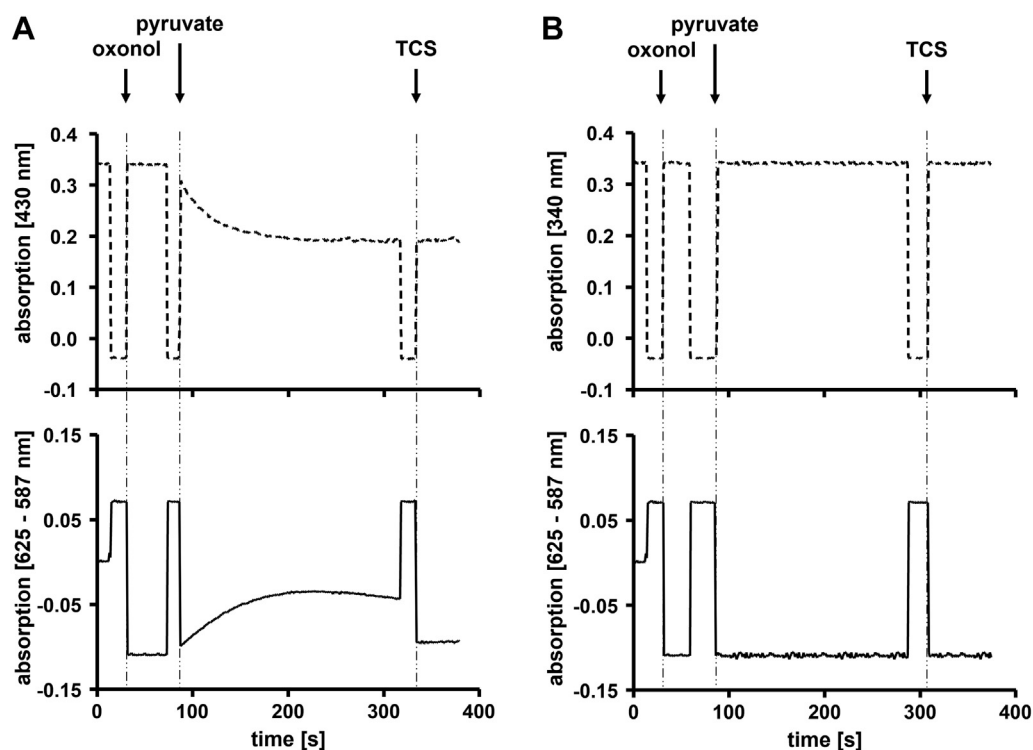 A
pyruvate
oxonol
TCS
absorption [430 nm]
0.4
0.3
0.2
0.1
0.0
-0.1
absorption [625 - 587 nm]
0.15
0.05
-0.05
-0.15
0 100 200 300 400
time [s]
B
pyruvate
oxonol
TCS
absorption [340 nm]
0.4
0.3
0.2
0.1
0.0
-0.1
absorption [625 - 587 nm]
0.15
0.05
-0.05
-0.15
0 100 200 300 400
time [s]